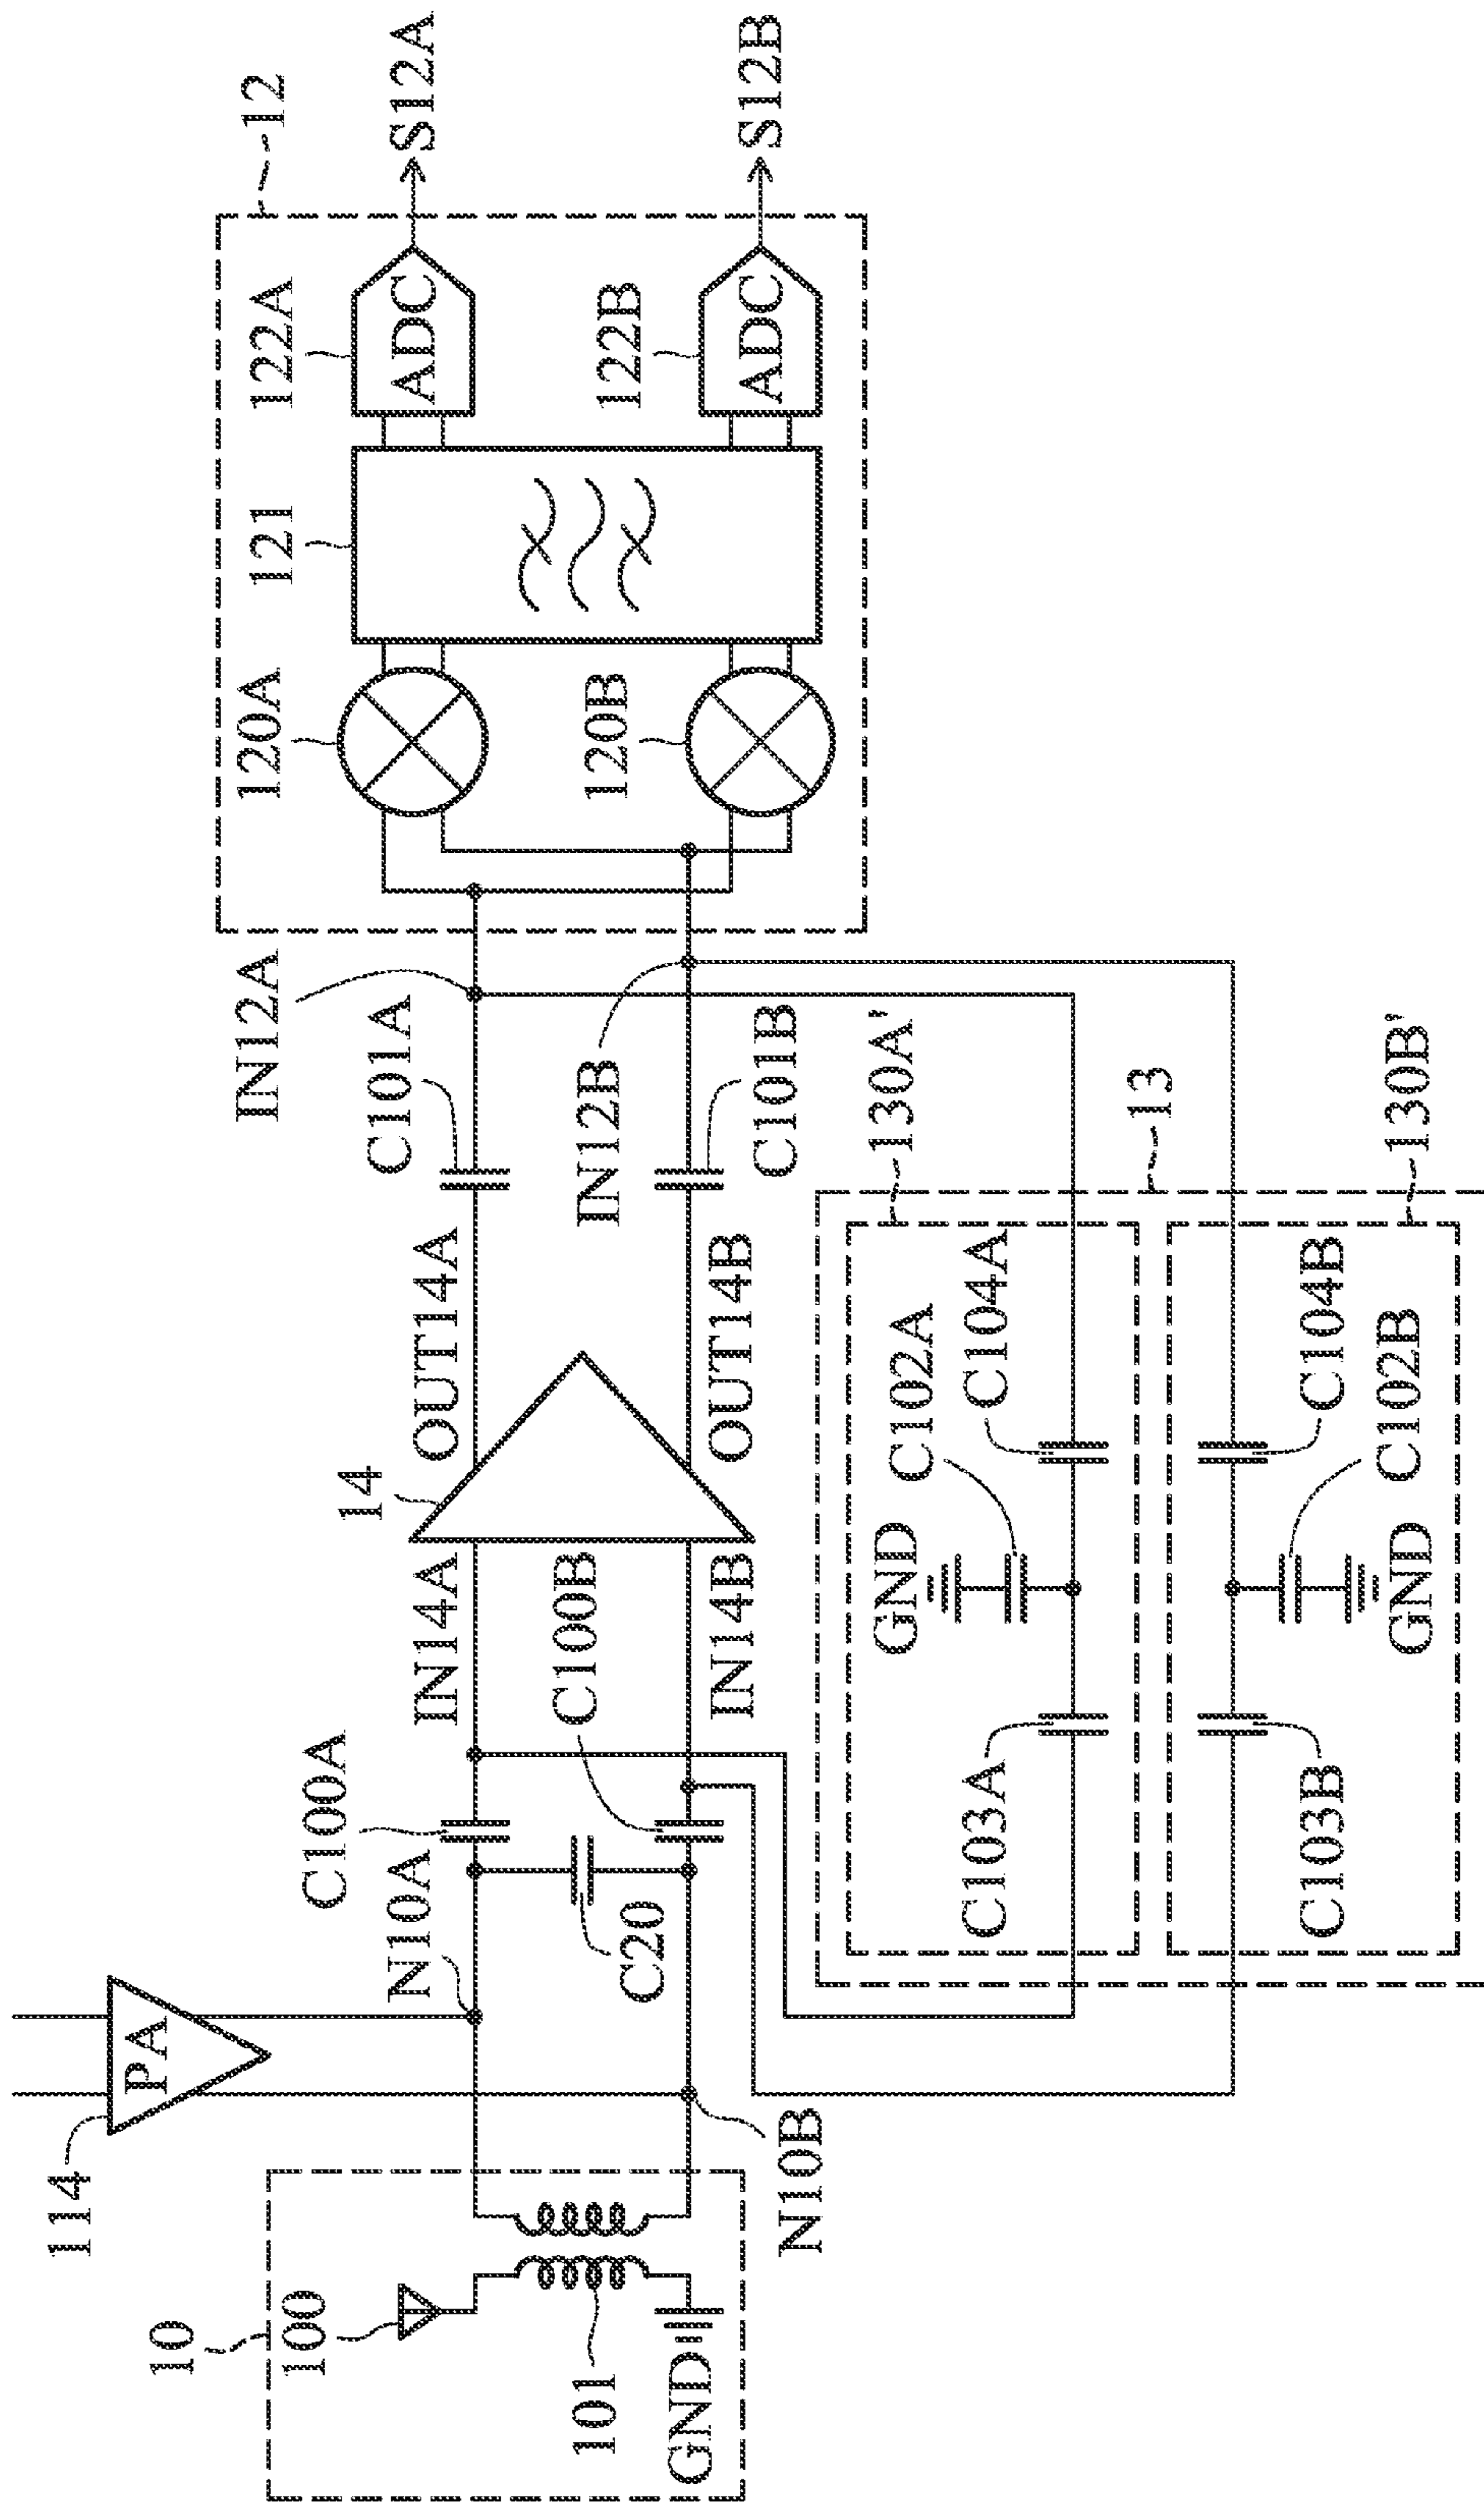 10
100
101
GND
114
PA
N10A
N10B
C20
C100A
C100B
IN14A
IN14B
14
OUT14A
OUT14B
C101A
C101B
IN12A
IN12B
12
120A
120B
121
122A
ADC
122B
ADC
S12A
S12B
13
130A'
C103A
GND
C102A
C104A
130B'
C103B
GND
C102B
C104B